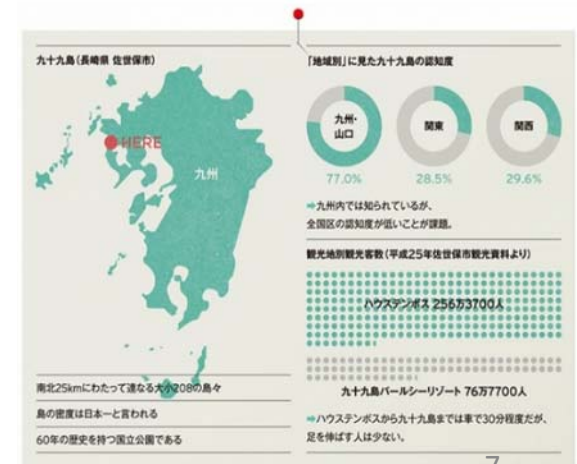 九十九島(長崎県 佐世保市)
HERE
九州
南北25kmにわたって連なる大小208の島々
島の密度は日本一と言われる
60年の歴史を持つ国立公園である
「地域別」に見た九十九島の認知度
九州・
山口
関東
関西
77.0%
28.5%
29.6%
➡九州内では知られているが、
全国区の認知度が低いことが課題。
観光地別観光客数(平成25年佐世保市観光資料より)
ハウステンボス 256万3700人
九十九島パールシーリゾート 76万7700人
➡ハウステンボスから九十九島までは車で30分程度だが、
足を伸ばす人は少ない。
7